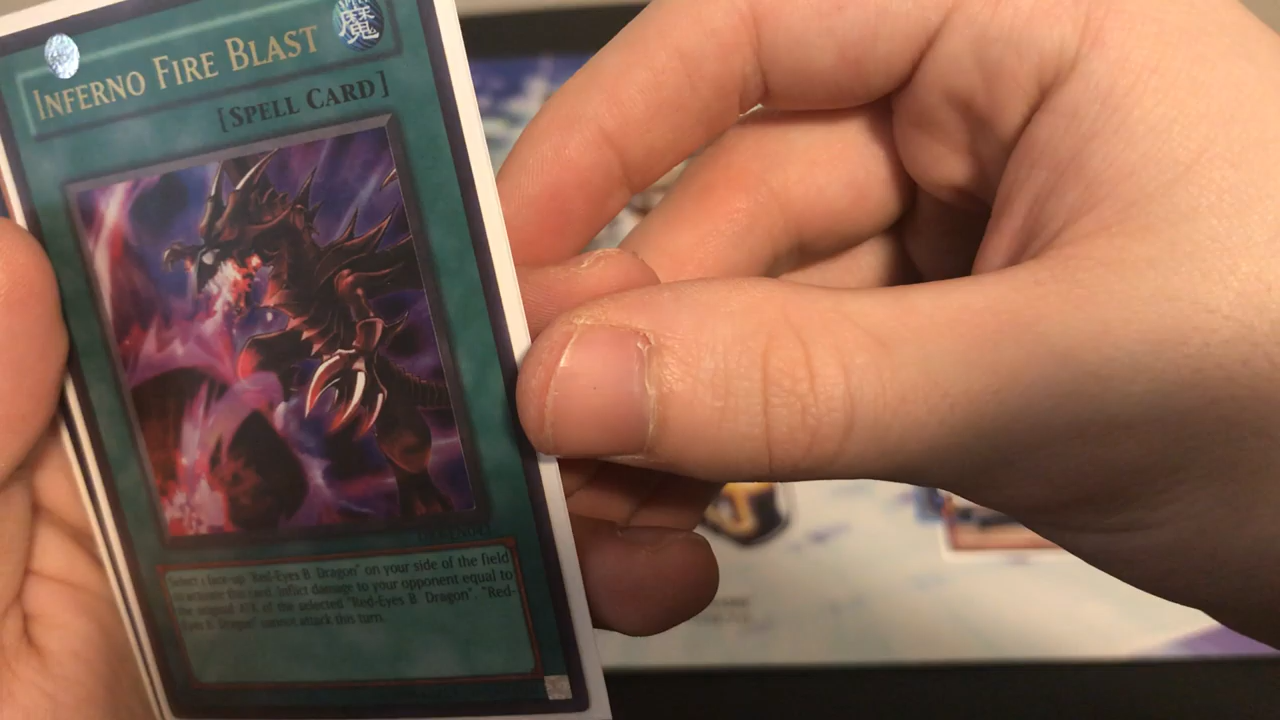 INFERNO FIRE BLAST
魔
[SPELL CARD]
Select 1 face-up "Red-Eyes B. Dragon" on your side of the field
to activate this card. Inflict damage to your opponent equal to
the original ATK of the selected "Red-Eyes B. Dragon". "Red-
Eyes B. Dragon" cannot attack this turn.